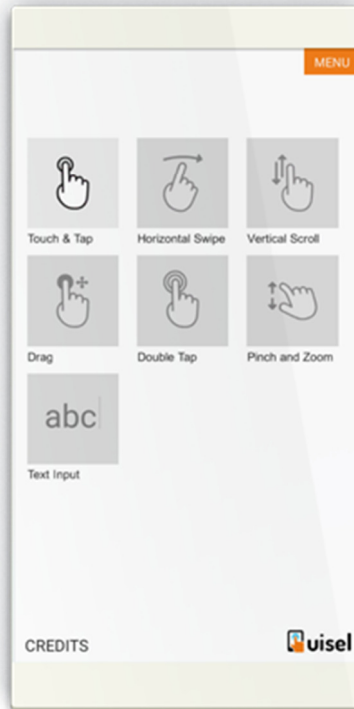 MENU
Touch & Tap
Horizontal Swipe
Vertical Scroll
Drag
Double Tap
Pinch and Zoom
abc
Text Input
CREDITS
uisel